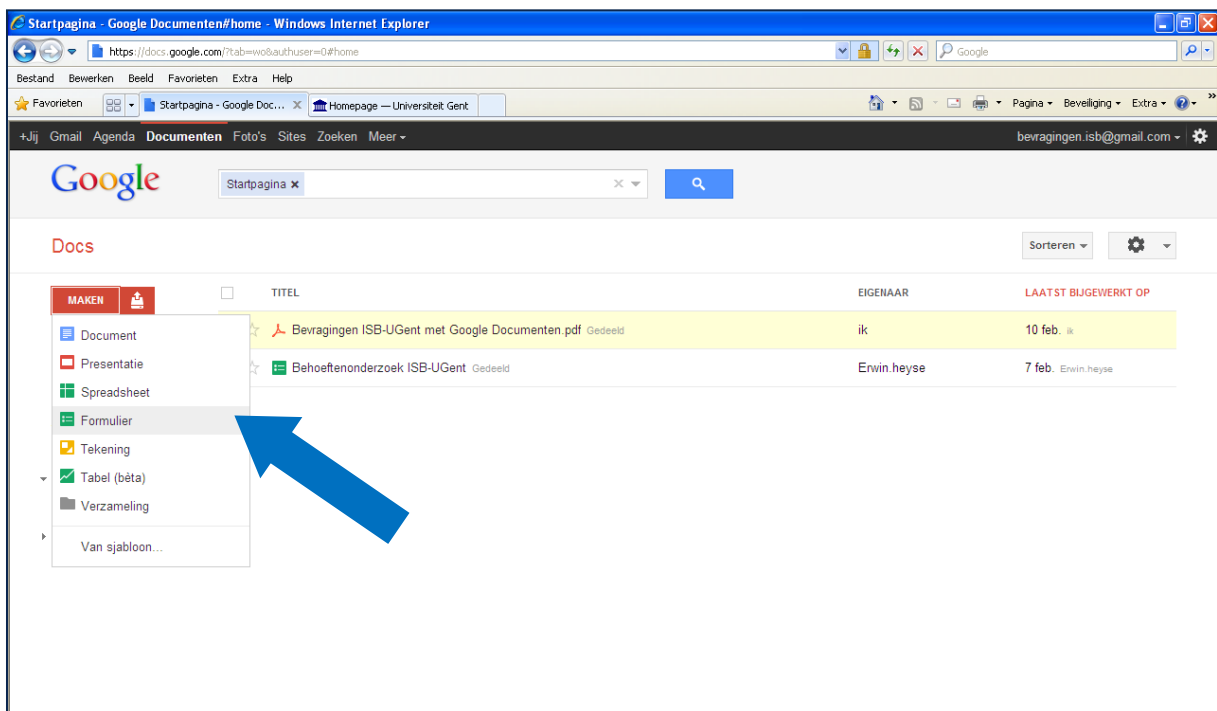 Startpagina - Google Documenten#home - Windows Internet Explorer
https://docs.google.com/?tab=wo&authuser=0#home
Google
Bestand Bewerken Beeld Favorieten Extra Help
Favorieten Startpagina - Google Doc... X Homepage — Universiteit Gent Pagina Beveiliging Extra »
+Jij Gmail Agenda Documenten Foto's Sites Zoeken Meer bevragingen.isb@gmail.com
Google Startpagina x
Docs Sorteren
MAKEN TITEL EIGENAAR LAATST BIJGEWERKT OP
Bevragingen ISB-UGent met Google Documenten.pdf Gedeeld ik 10 feb. ik
Behoeftenonderzoek ISB-UGent Gedeeld Erwin.heyse 7 feb. Erwin.heyse
Document
Presentatie
Spreadsheet
Formulier
Tekening
Tabel (bèta)
Verzameling
Van sjabloon...